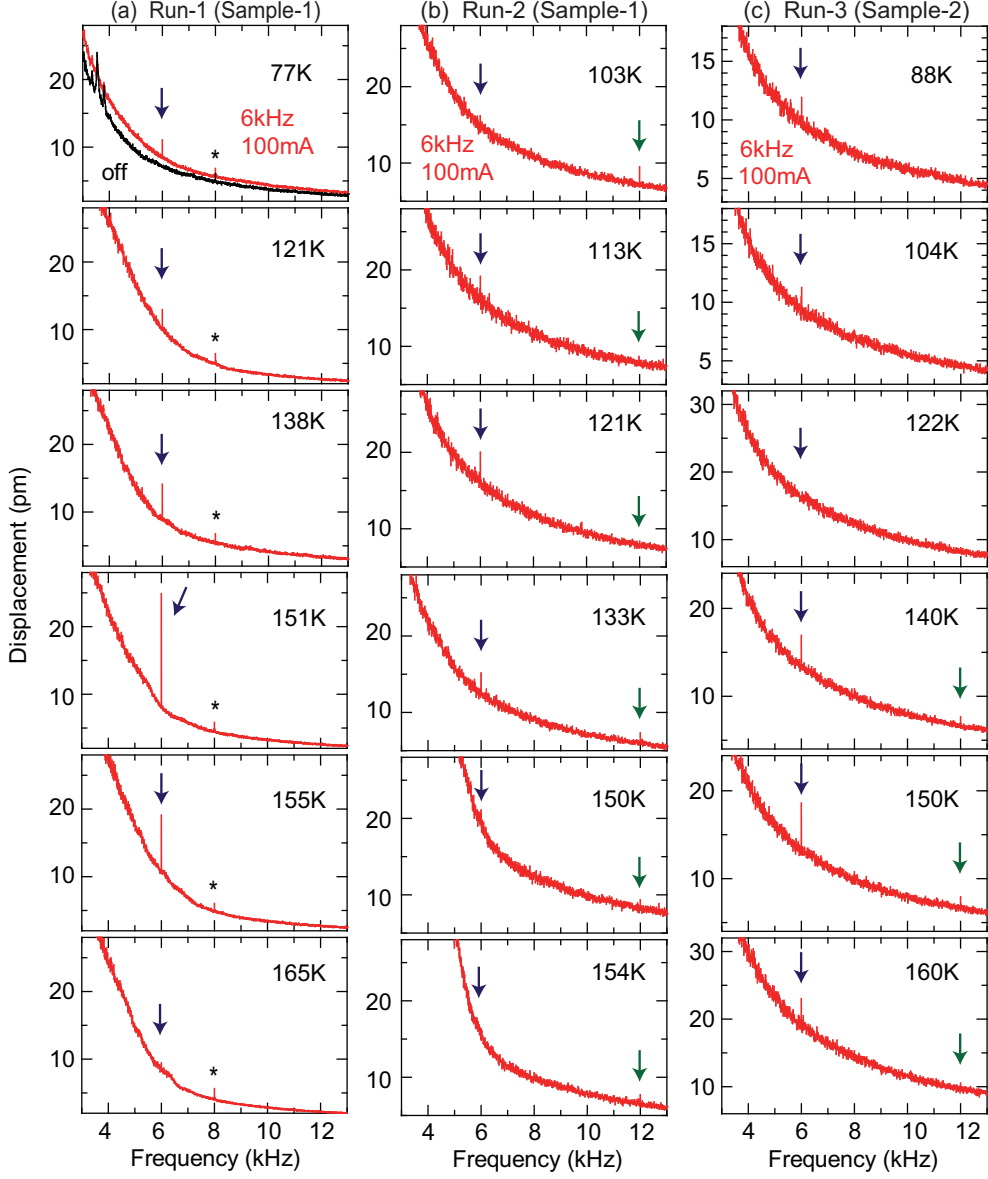 (a) Run-1 (Sample-1)
(b) Run-2 (Sample-1)
(c) Run-3 (Sample-2)
Displacement (pm)
77K
6kHz
100mA
off
*
20
10
121K
*
20
10
138K
*
20
10
151K
*
20
10
155K
*
20
10
165K
*
20
10
4 6 8 10 12
Frequency (kHz)
103K
6kHz
100mA
20
10
113K
20
10
121K
20
10
133K
20
10
150K
20
10
154K
20
10
4 6 8 10 12
Frequency (kHz)
88K
6kHz
100mA
15
10
5
104K
15
10
5
122K
30
20
10
140K
20
10
150K
20
10
160K
30
20
10
4 6 8 10 12
Frequency (kHz)